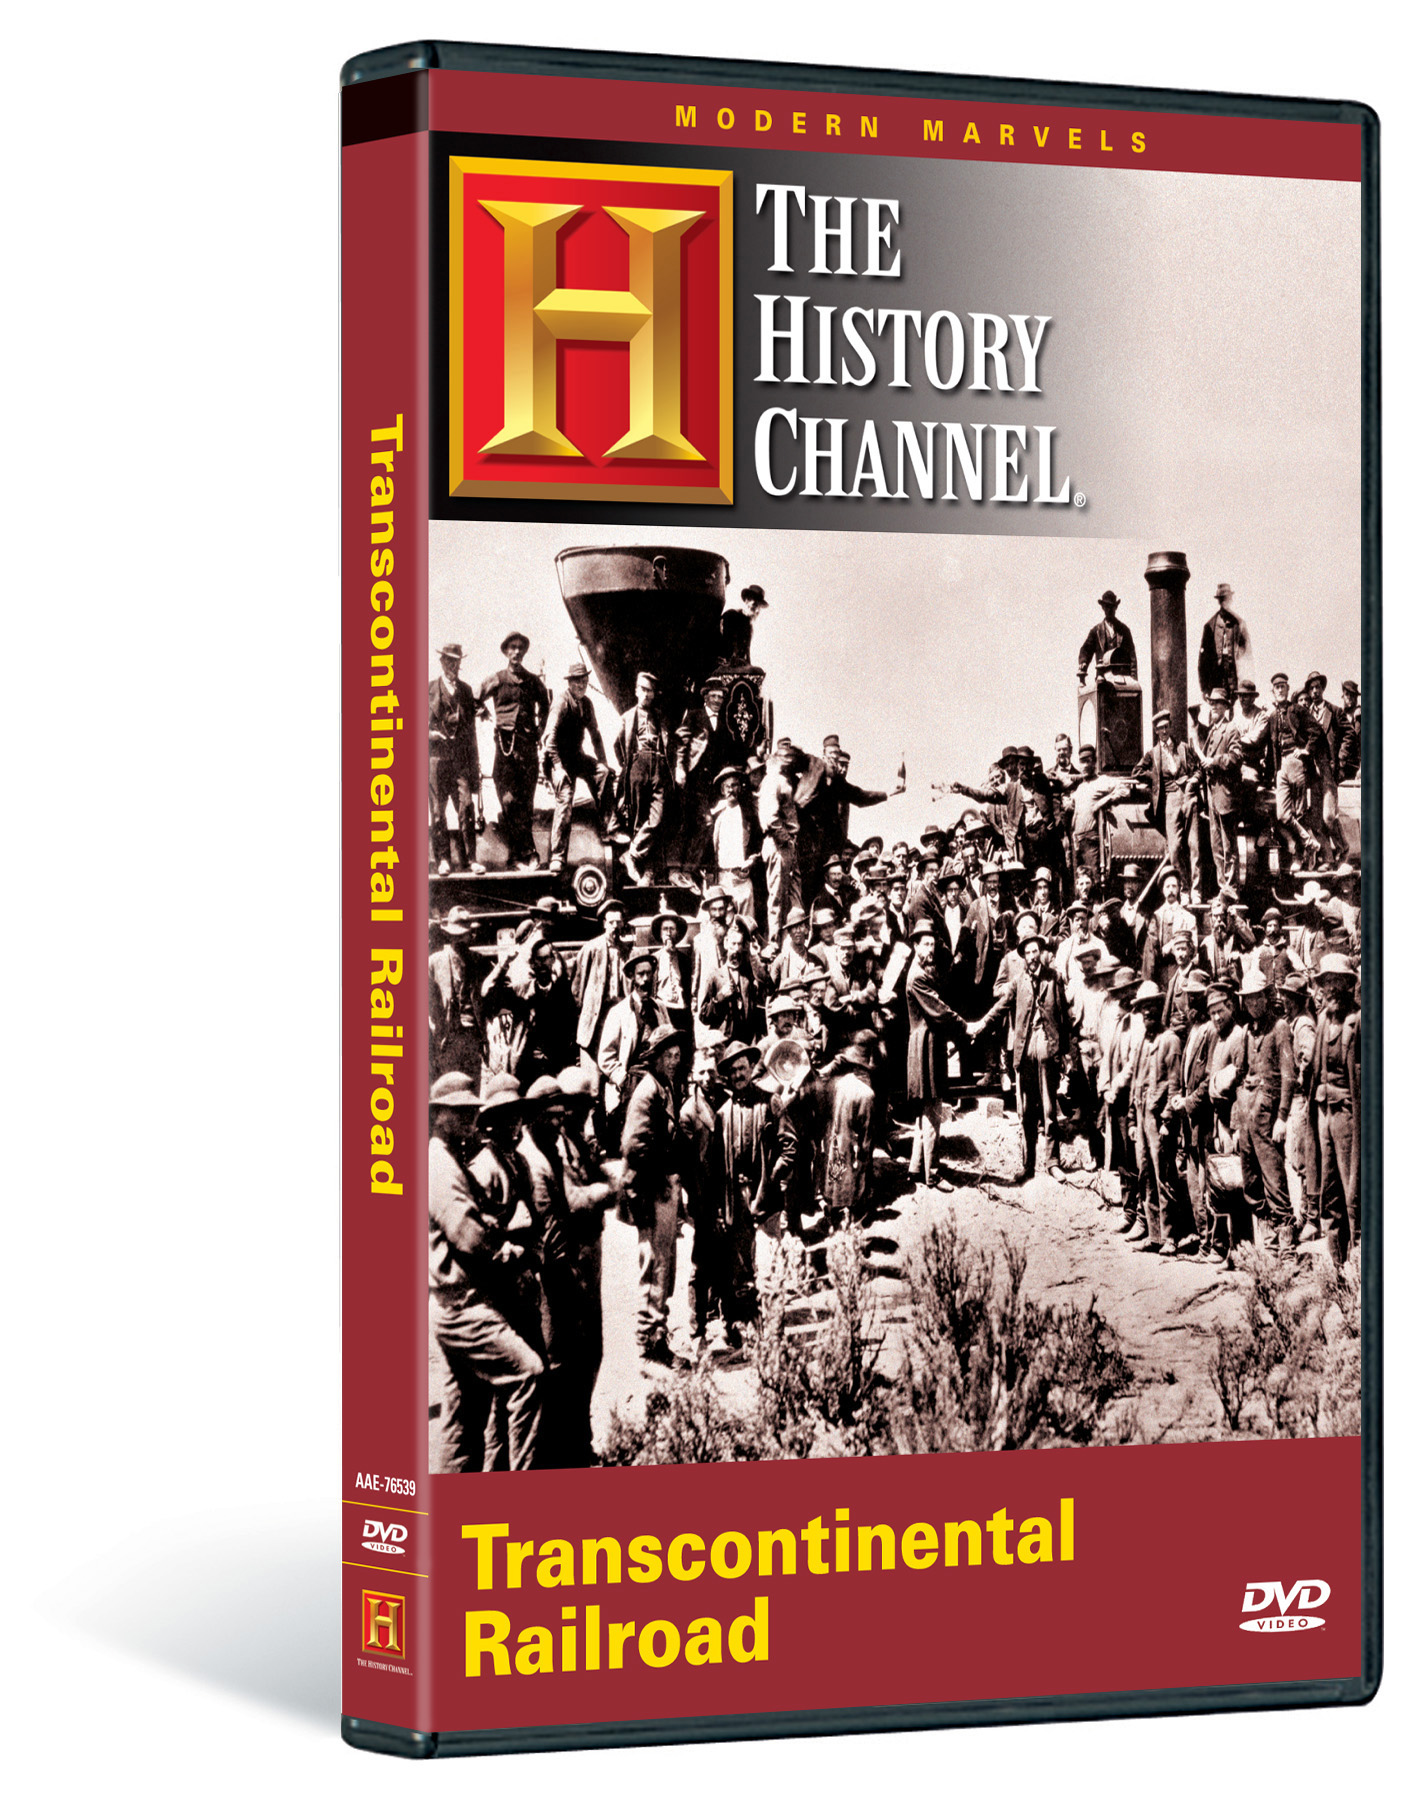 MODERN MARVELS
H
THE
HISTORY
CHANNEL®
Transcontinental
Railroad
DVD
VIDEO
Transcontinental Railroad
AAE-76539
DVD
VIDEO
H
THE HISTORY CHANNEL